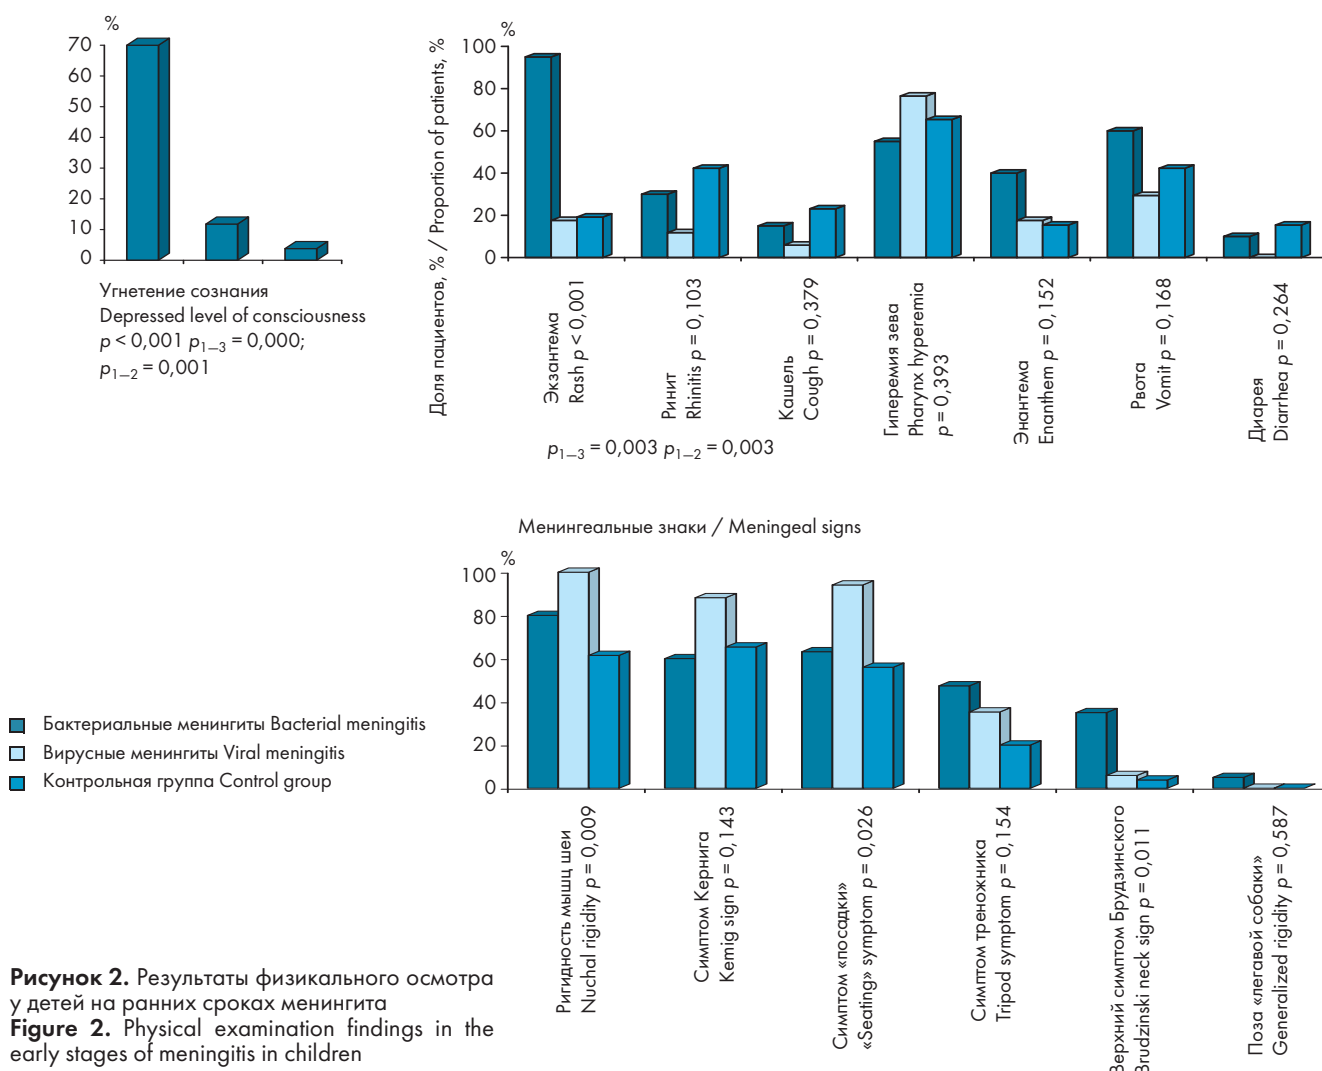 %
70
60
50
40
30
20
10
0
Угнетение сознания
Depressed level of consciousness
p < 0,001 p1–3 = 0,000;
p1–2 = 0,001
Доля пациентов, % / Proportion of patients, %
%
100
80
60
40
20
0
Экзантема
Rash p < 0,001
Ринит
Rhinitis p = 0,103
Кашель
Cough p = 0,379
Гиперемия зева
Pharynx hyperemia
p = 0,393
Энантема
Enanthem p = 0,152
Рвота
Vomit p = 0,168
Диарея
Diarrhea p = 0,264
p1–3 = 0,003 p1–2 = 0,003
Менингеальные знаки / Meningeal signs
%
100
80
60
40
20
0
Ригидность мышц шеи
Nuchal rigidity p = 0,009
Симптом Кернига
Kemig sign p = 0,143
Симптом «посадки»
«Seating» symptom p = 0,026
Симптом треножника
Tripod symptom p = 0,154
Верхний симптом Брудзинского
Brudzinski neck sign p = 0,011
Поза «легавой собаки»
Generalized rigidity p = 0,587
Бактериальные менингиты Bacterial meningitis
Вирусные менингиты Viral meningitis
Контрольная группа Control group
Рисунок 2. Результаты физикального осмотра
у детей на ранних сроках менингита
Figure 2. Physical examination findings in the
early stages of meningitis in children